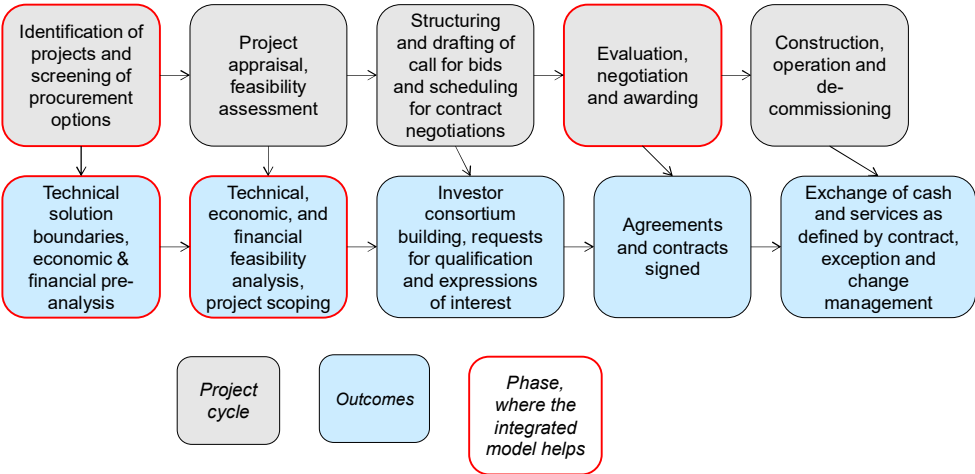 Identification of
projects and
screening of
procurement
options
Project
appraisal,
feasibility
assessment
Structuring
and drafting of
call for bids
and scheduling
for contract
negotiations
Evaluation,
negotiation
and awarding
Construction,
operation and
de-
commissioning
Technical
solution
boundaries,
economic &
financial pre-
analysis
Technical,
economic, and
financial
feasibility
analysis,
project scoping
Investor
consortium
building, requests
for qualification
and expressions
of interest
Agreements
and contracts
signed
Exchange of cash
and services as
defined by contract,
exception and
change
management
Project
cycle
Outcomes
Phase,
where the
integrated
model helps